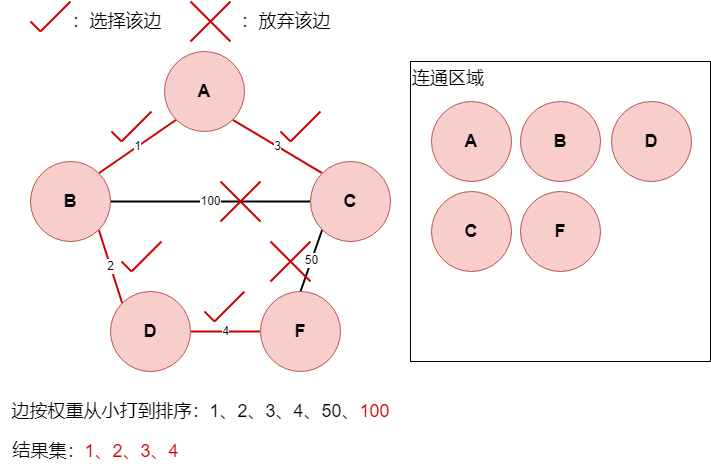 ：选择该边 ：放弃该边
连通区域
A
A B D
1 3
B 100 C
C F
2 50
D 4 F
边按权重从小打到排序：1、2、3、4、50、100
结果集：1、2、3、4